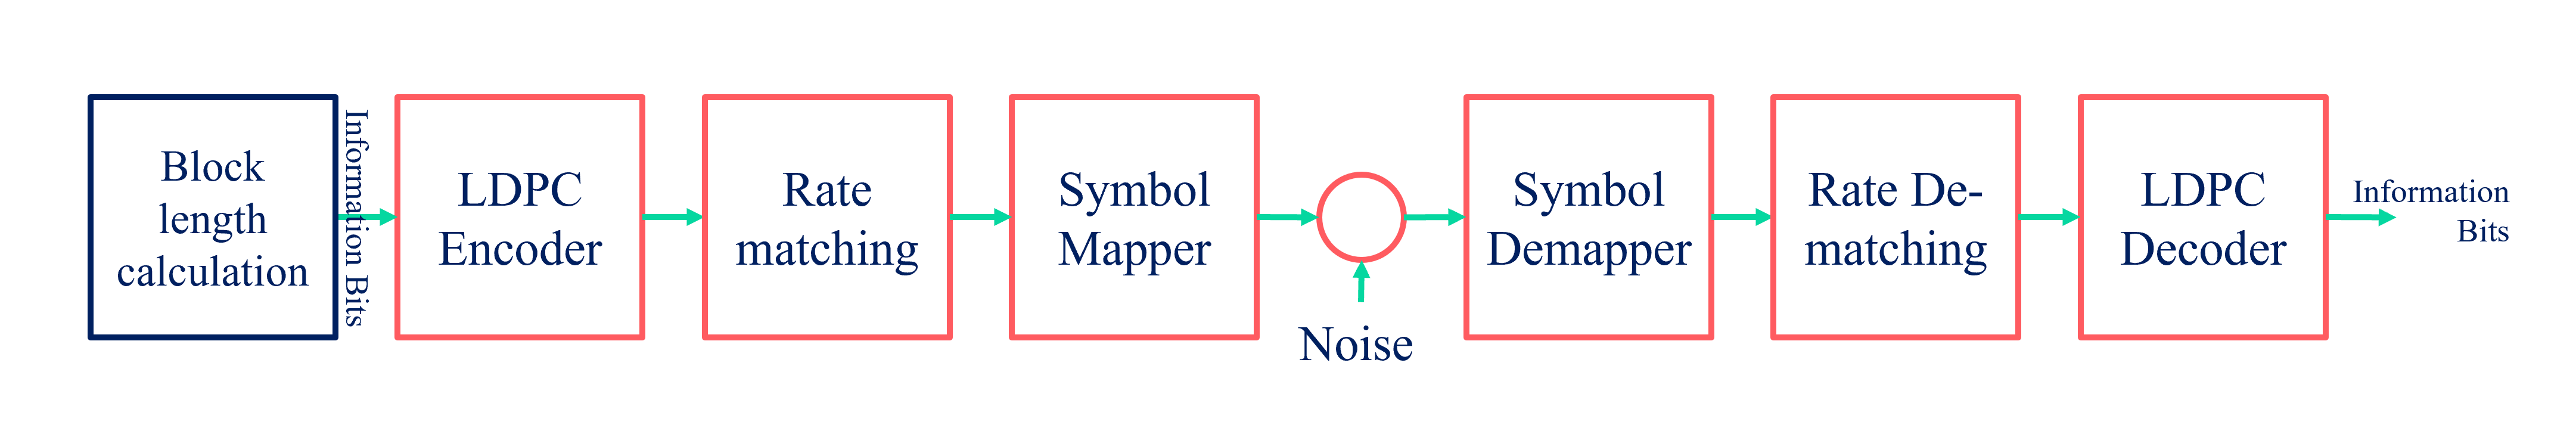 Block
length
calculation
Information Bits
LDPC
Encoder
Rate
matching
Symbol
Mapper
Noise
Symbol
Demapper
Rate De-
matching
LDPC
Decoder
Information
Bits